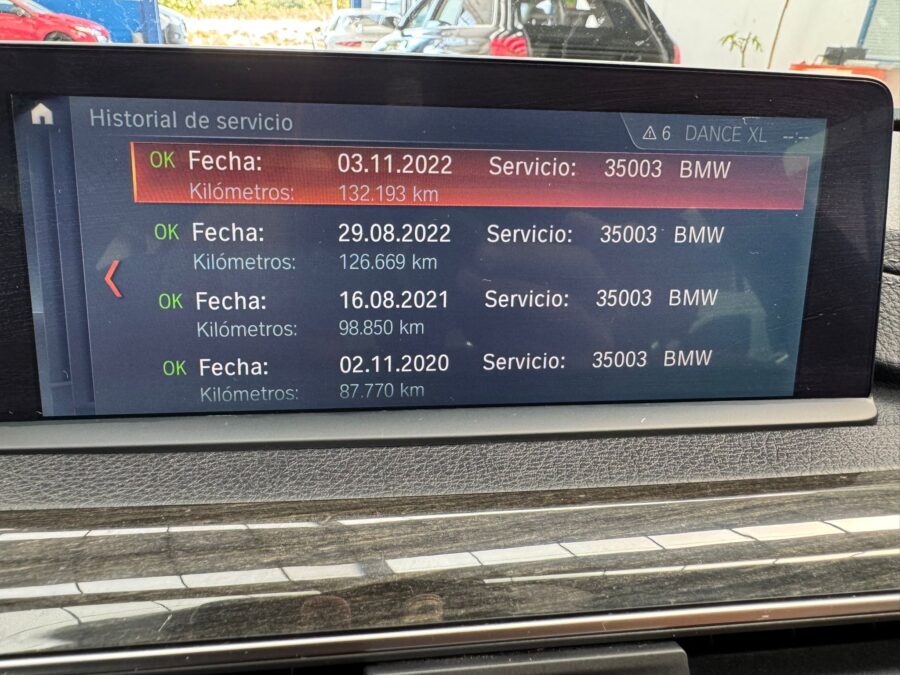 Historial de servicio
6 DANCE XL --:--
OK Fecha: 03.11.2022 Servicio: 35003 BMW
Kilómetros: 132.193 km
OK Fecha: 29.08.2022 Servicio: 35003 BMW
Kilómetros: 126.669 km
OK Fecha: 16.08.2021 Servicio: 35003 BMW
Kilómetros: 98.850 km
OK Fecha: 02.11.2020 Servicio: 35003 BMW
Kilómetros: 87.770 km